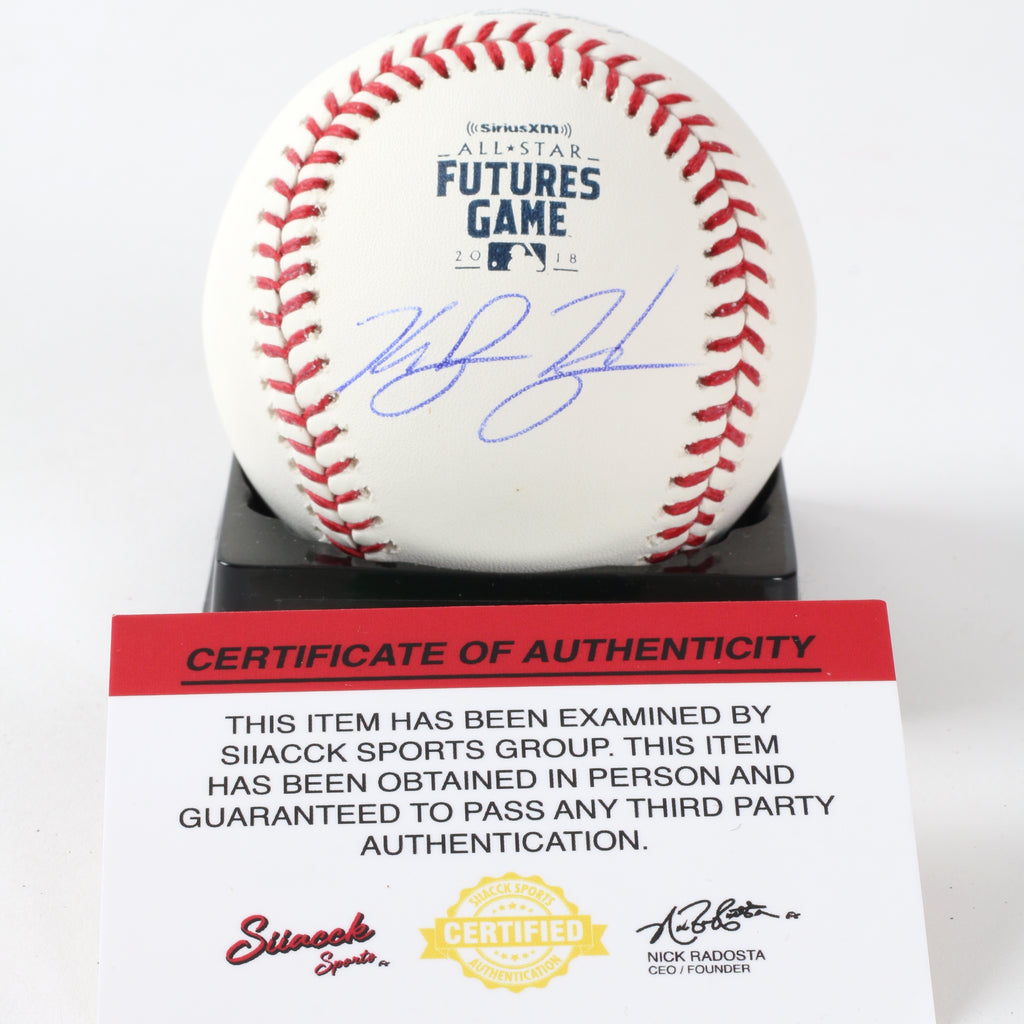 SiriusXM
ALL★STAR
FUTURES
GAME
20 18
CERTIFICATE OF AUTHENTICITY
THIS ITEM HAS BEEN EXAMINED BY
SIIACCK SPORTS GROUP. THIS ITEM
HAS BEEN OBTAINED IN PERSON AND
GUARANTEED TO PASS ANY THIRD PARTY
AUTHENTICATION.
Siiacck
Sports
SIIACCK SPORTS
CERTIFIED
AUTHENTICATION
NICK RADOSTA
CEO / FOUNDER